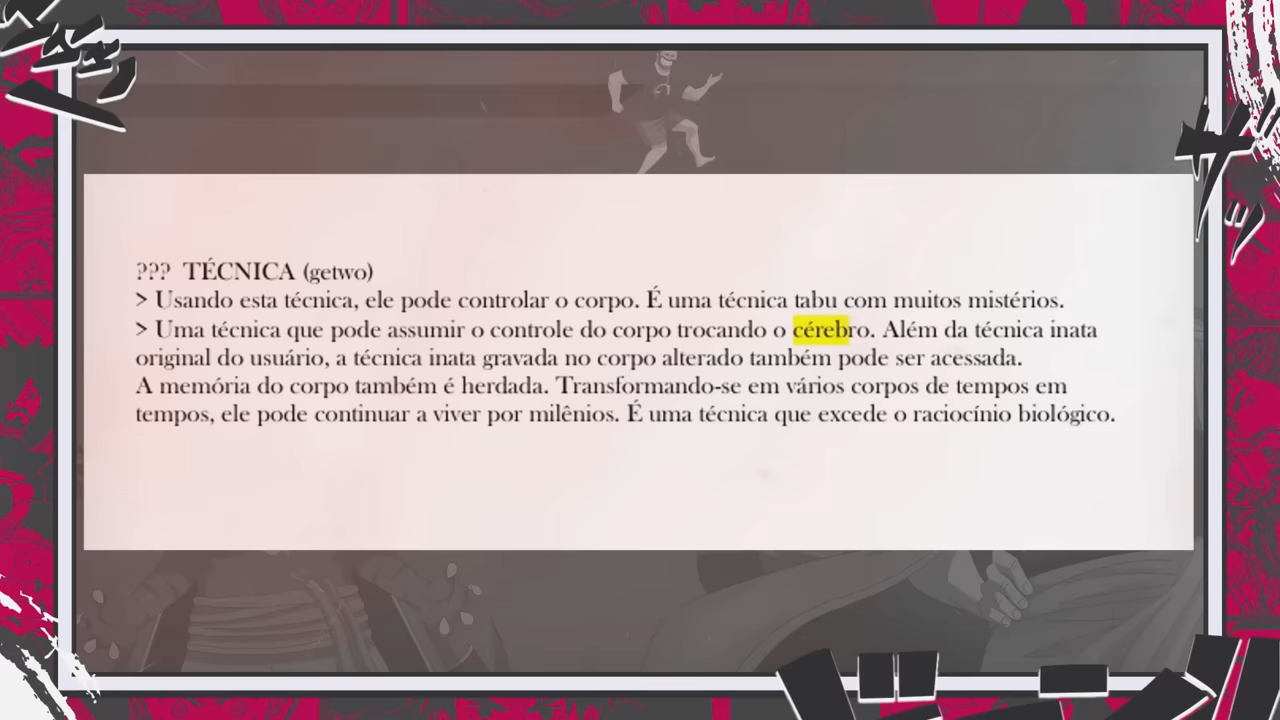 ??? TÉCNICA (getwo)
> Usando esta técnica, ele pode controlar o corpo. É uma técnica tabu com muitos mistérios.
> Uma técnica que pode assumir o controle do corpo trocando o cérebro. Além da técnica inata
original do usuário, a técnica inata gravada no corpo alterado também pode ser acessada.
A memória do corpo também é herdada. Transformando-se em vários corpos de tempos em
tempos, ele pode continuar a viver por milênios. É uma técnica que excede o raciocínio biológico.